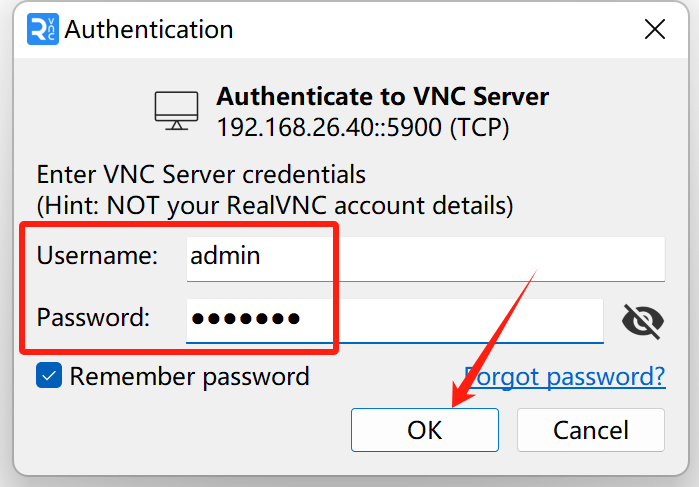 Authentication
Authenticate to VNC Server
192.168.26.40::5900 (TCP)
Enter VNC Server credentials
(Hint: NOT your RealVNC account details)
Username: admin
Password: ●●●●●●●
Remember password Forgot password?
OK Cancel